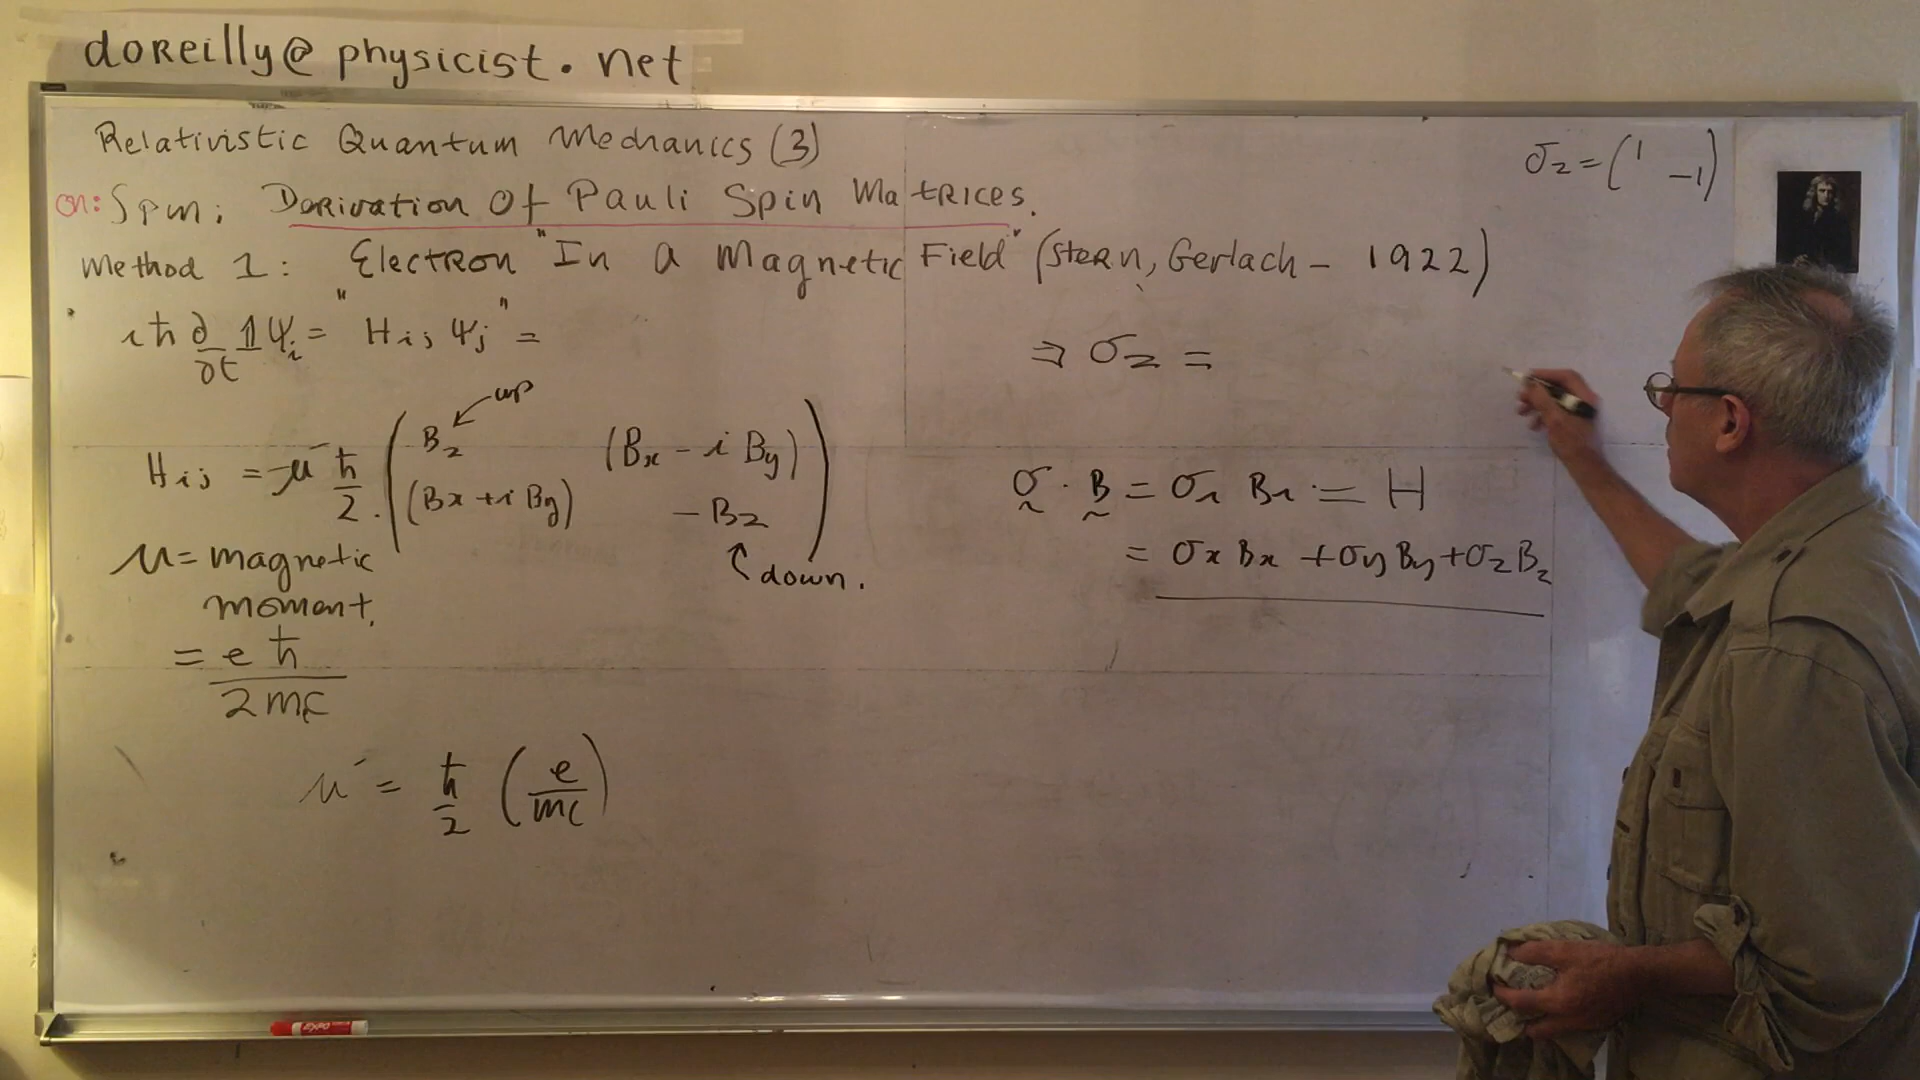 doReilly@physicist.net
Relativistic Quantum Mechanics (3)
on: Spin; Derivation Of Pauli Spin Matrices.
Method 1: Electron "In a Magnetic Field" (Stern, Gerlach - 1922)
iħ ∂/∂t 𝟙Ψi = "Hij Ψj" =
up
Hij = -μ ħ/2 . ( Bz (Bx - i By)
(Bx + i By) -Bz )
down.
μ = magnetic
moment.
= eħ
2mc
μ = ħ/2 (e/mc)
σz = (1 -1)
⇒ σz =
σ · B = σi Bi = H
= σx Bx + σy By + σz Bz